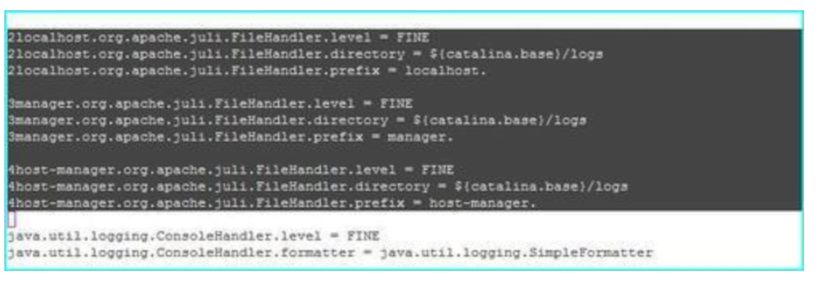 2localhost.org.apache.juli.FileHandler.level = FINE
2localhost.org.apache.juli.FileHandler.directory = ${catalina.base}/logs
2localhost.org.apache.juli.FileHandler.prefix = localhost.
3manager.org.apache.juli.FileHandler.level = FINE
3manager.org.apache.juli.FileHandler.directory = ${catalina.base}/logs
3manager.org.apache.juli.FileHandler.prefix = manager.
4host-manager.org.apache.juli.FileHandler.level = FINE
4host-manager.org.apache.juli.FileHandler.directory = ${catalina.base}/logs
4host-manager.org.apache.juli.FileHandler.prefix = host-manager.
java.util.logging.ConsoleHandler.level = FINE
java.util.logging.ConsoleHandler.formatter = java.util.logging.SimpleFormatter